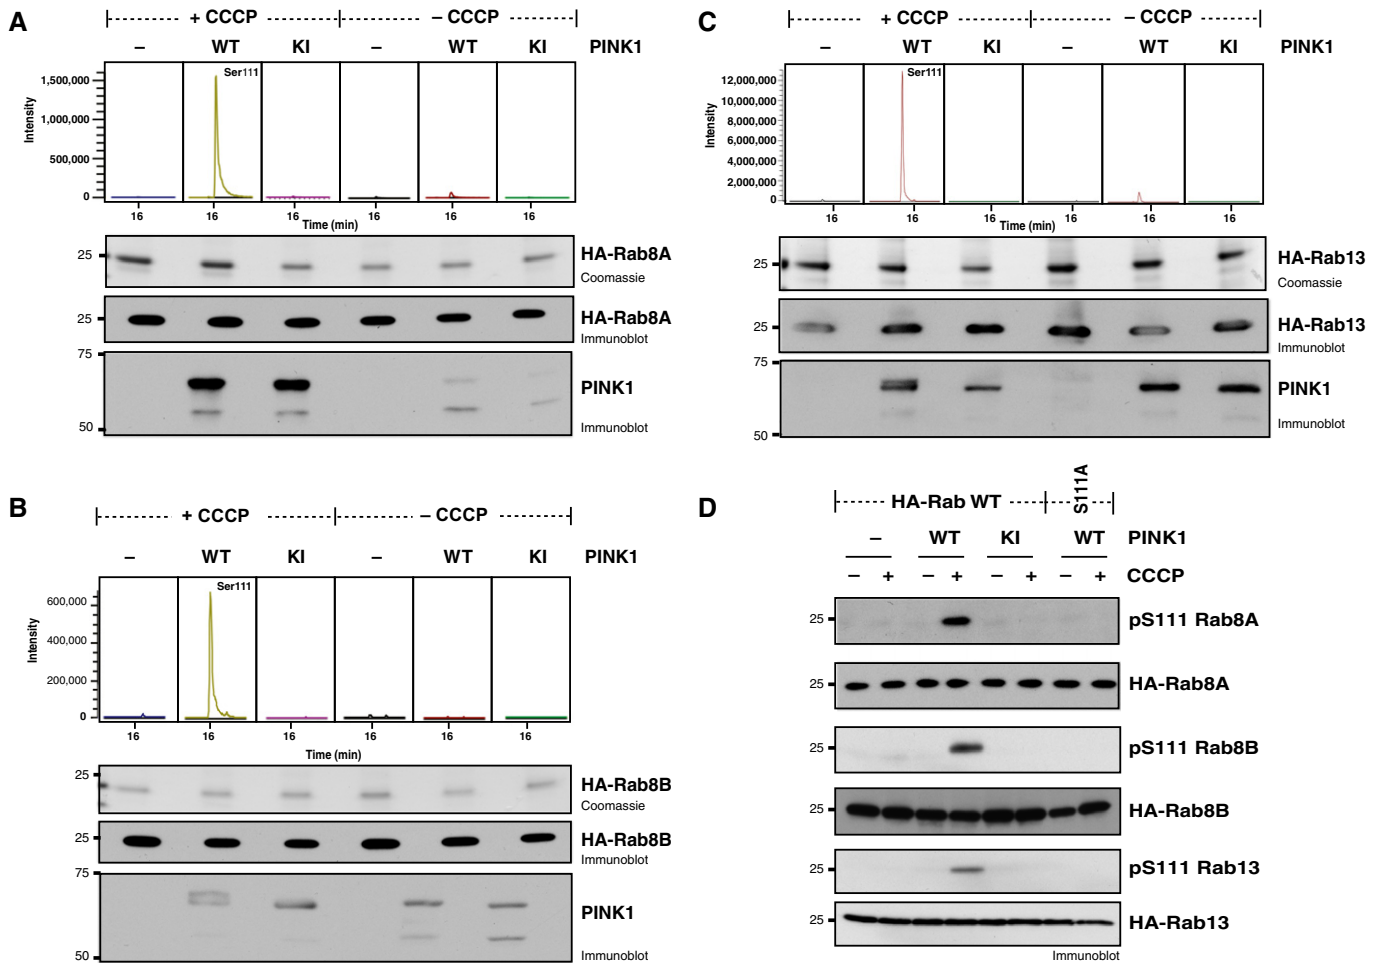 A
+ CCCP
– CCCP
– WT KI – WT KI PINK1
Intensity
1,500,000
1,000,000
500,000
0
Ser111
16 16 16 16 16 16
Time (min)
25
HA-Rab8A
Coomassie
25
HA-Rab8A
Immunoblot
75
50
PINK1
Immunoblot
B
+ CCCP
– CCCP
– WT KI – WT KI PINK1
Intensity
600,000
400,000
200,000
0
Ser111
16 16 16 16 16 16
Time (min)
25
HA-Rab8B
Coomassie
25
HA-Rab8B
Immunoblot
75
50
PINK1
Immunoblot
C
+ CCCP
– CCCP
– WT KI – WT KI PINK1
Intensity
12,000,000
10,000,000
8,000,000
6,000,000
4,000,000
2,000,000
0
Ser111
16 16 16 16 16 16
Time (min)
25
HA-Rab13
Coomassie
25
HA-Rab13
Immunoblot
75
50
PINK1
Immunoblot
D
HA-Rab WT
S111A
– WT KI WT PINK1
– + – + – + – + CCCP
25 pS111 Rab8A
25 HA-Rab8A
25 pS111 Rab8B
25 HA-Rab8B
25 pS111 Rab13
25 HA-Rab13
Immunoblot